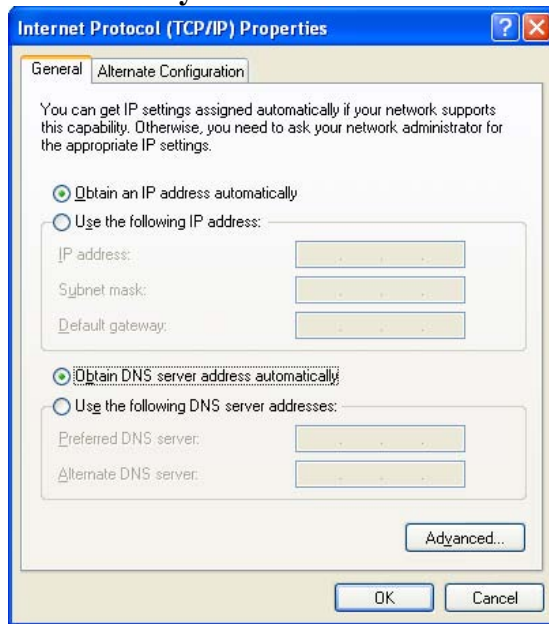 Internet Protocol (TCP/IP) Properties
General
Alternate Configuration
You can get IP settings assigned automatically if your network supports
this capability. Otherwise, you need to ask your network administrator for
the appropriate IP settings.
Obtain an IP address automatically
Use the following IP address:
IP address:
Subnet mask:
Default gateway:
Obtain DNS server address automatically
Use the following DNS server addresses:
Preferred DNS server:
Alternate DNS server:
Advanced...
OK
Cancel